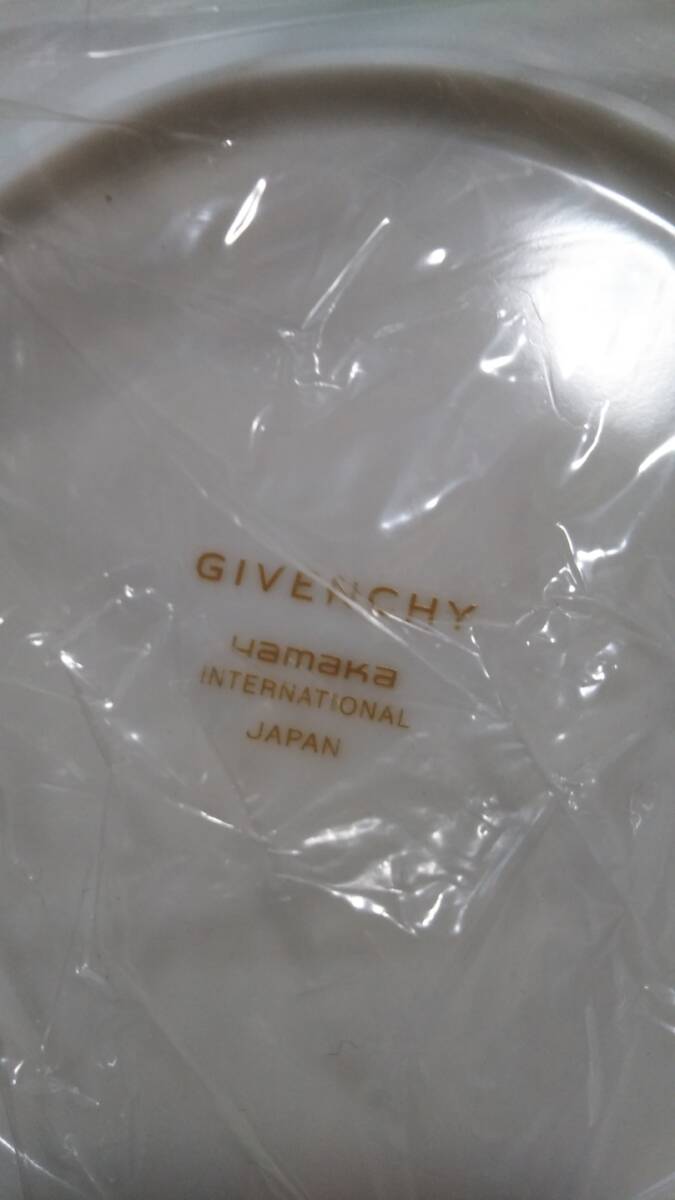 GIVENCHY
yamaka
INTERNATIONAL
JAPAN